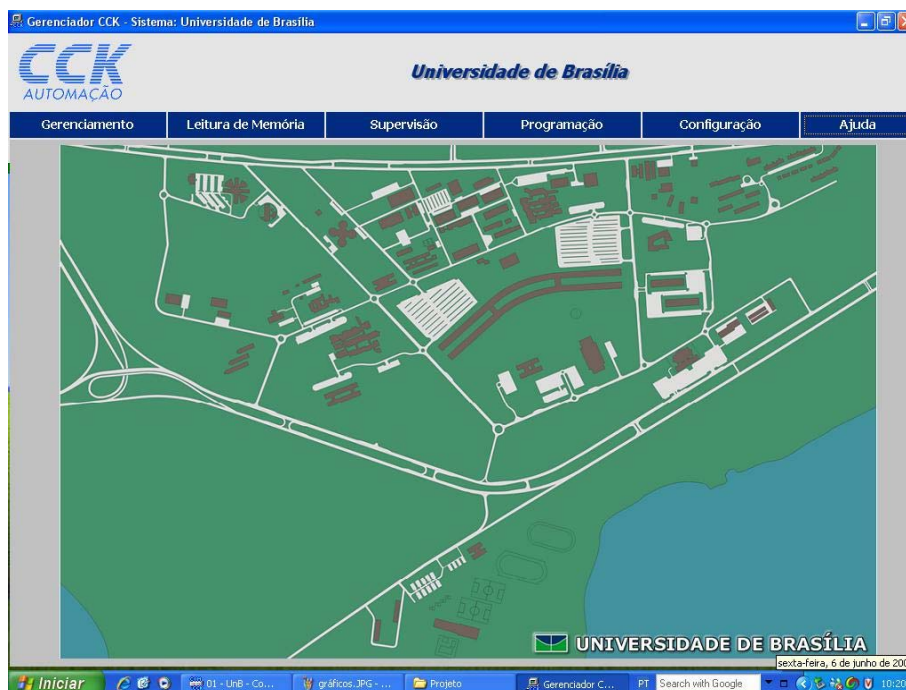 Gerenciador CCK - Sistema: Universidade de Brasília
CCK
AUTOMAÇÃO
Universidade de Brasília
Gerenciamento
Leitura de Memória
Supervisão
Programação
Configuração
Ajuda
UNIVERSIDADE DE BRASÍLIA
sexta-feira, 6 de junho de 200
Iniciar
01 - UnB - Co...
gráficos.JPG - ...
Projeto
Gerenciador C...
PT
Search with Google
10:20